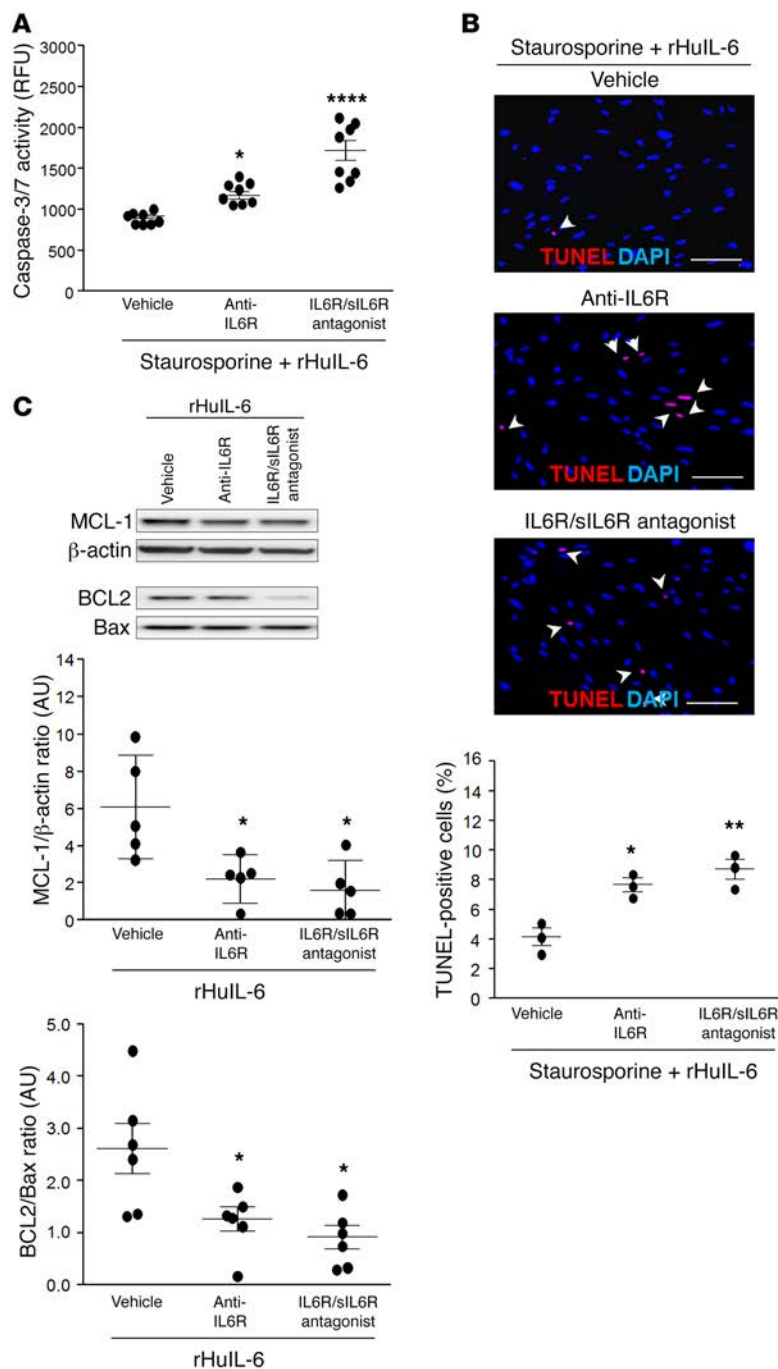 A
Caspase-3/7 activity (RFU)
3000
2500
2000
1500
1000
500
0
*
****
Vehicle
Anti-
IL6R
IL6R/sIL6R
antagonist
Staurosporine + rHuIL-6
B
Staurosporine + rHuIL-6
Vehicle
TUNEL DAPI
Anti-IL6R
TUNEL DAPI
IL6R/sIL6R antagonist
TUNEL DAPI
TUNEL-positive cells (%)
16
14
12
10
8
6
4
2
0
*
**
Vehicle
Anti-
IL6R
IL6R/sIL6R
antagonist
Staurosporine + rHuIL-6
C
rHuIL-6
Vehicle
Anti-IL6R
IL6R/sIL6R
antagonist
MCL-1
β-actin
BCL2
Bax
MCL-1/β-actin ratio (AU)
14
12
10
8
6
4
2
0
*
*
Vehicle
Anti-
IL6R
IL6R/sIL6R
antagonist
rHuIL-6
BCL2/Bax ratio (AU)
5.0
4.0
3.0
2.0
1.0
0.0
*
*
Vehicle
Anti-
IL6R
IL6R/sIL6R
antagonist
rHuIL-6